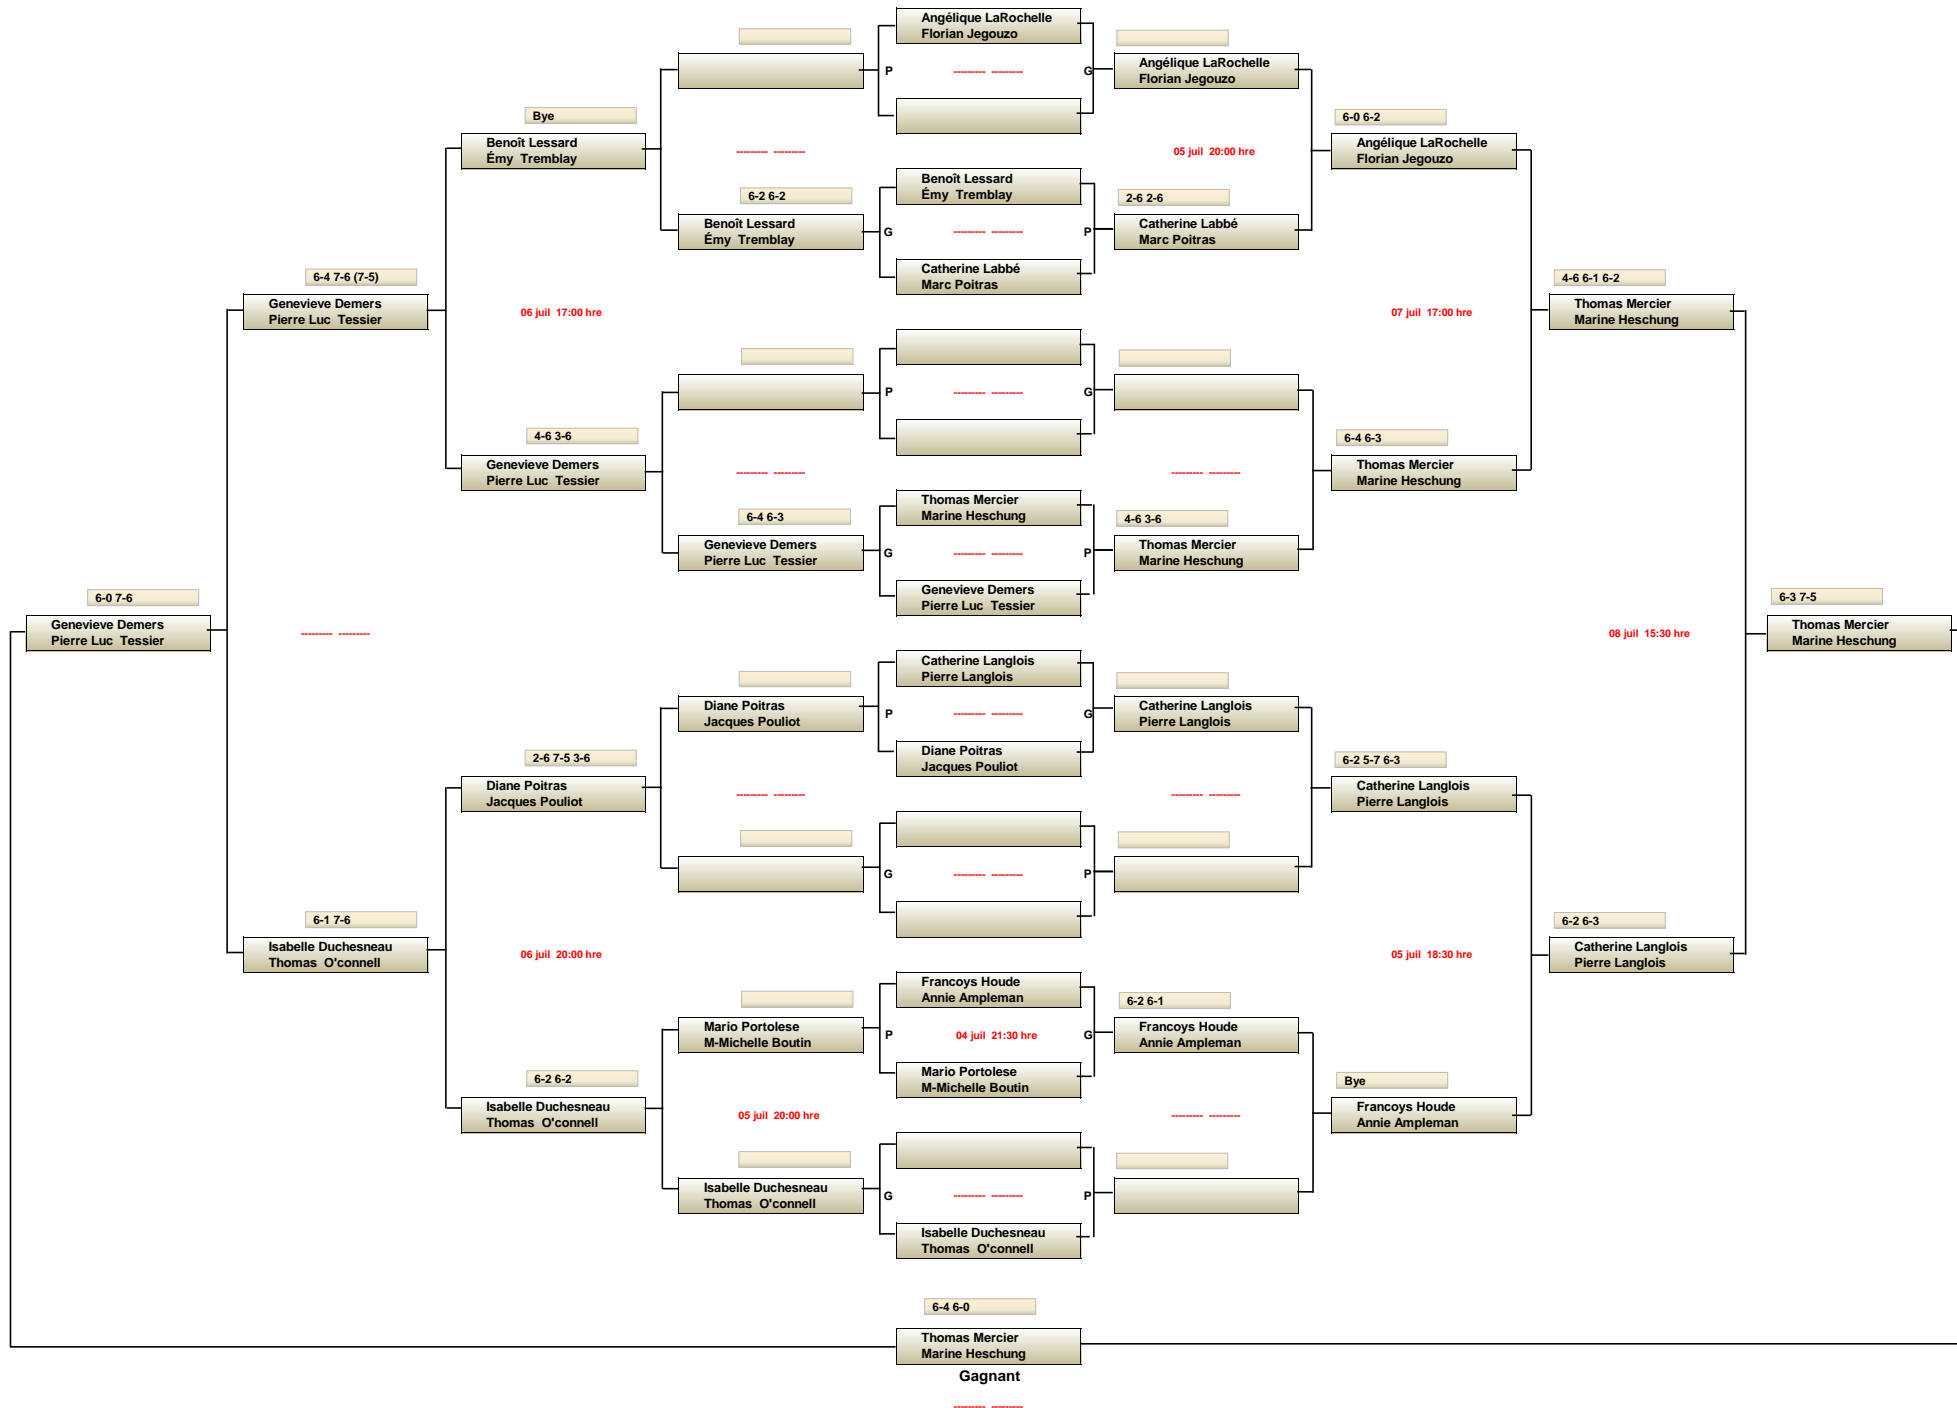 Angélique LaRochelle
Florian Jegouzo
Angélique LaRochelle
Florian Jegouzo
P
--------- ---------
G
Bye
6-0 6-2
Benoît Lessard
Émy Tremblay
Angélique LaRochelle
Florian Jegouzo
--------- ---------
05 juil 20:00 hre
Benoît Lessard
Émy Tremblay
6-2 6-2
2-6 2-6
Benoît Lessard
Émy Tremblay
Catherine Labbé
Marc Poitras
G
--------- ---------
P
Catherine Labbé
Marc Poitras
6-4 7-6 (7-5)
4-6 6-1 6-2
Genevieve Demers
Pierre Luc Tessier
Thomas Mercier
Marine Heschung
06 juil 17:00 hre
07 juil 17:00 hre
P
--------- ---------
G
4-6 3-6
6-4 6-3
Genevieve Demers
Pierre Luc Tessier
Thomas Mercier
Marine Heschung
--------- ---------
--------- ---------
Thomas Mercier
Marine Heschung
6-4 6-3
4-6 3-6
Genevieve Demers
Pierre Luc Tessier
Thomas Mercier
Marine Heschung
G
--------- ---------
P
Genevieve Demers
Pierre Luc Tessier
6-0 7-6
6-3 7-5
Genevieve Demers
Pierre Luc Tessier
Thomas Mercier
Marine Heschung
--------- ---------
08 juil 15:30 hre
Catherine Langlois
Pierre Langlois
Diane Poitras
Jacques Pouliot
Catherine Langlois
Pierre Langlois
P
--------- ---------
G
Diane Poitras
Jacques Pouliot
2-6 7-5 3-6
6-2 5-7 6-3
Diane Poitras
Jacques Pouliot
Catherine Langlois
Pierre Langlois
--------- ---------
--------- ---------
G
--------- ---------
P
6-1 7-6
6-2 6-3
Isabelle Duchesneau
Thomas O'connell
Catherine Langlois
Pierre Langlois
06 juil 20:00 hre
05 juil 18:30 hre
Francoys Houde
Annie Ampleman
6-2 6-1
Mario Portolese
M-Michelle Boutin
Francoys Houde
Annie Ampleman
P
04 juil 21:30 hre
G
Mario Portolese
M-Michelle Boutin
6-2 6-2
Bye
Isabelle Duchesneau
Thomas O'connell
Francoys Houde
Annie Ampleman
05 juil 20:00 hre
--------- ---------
Isabelle Duchesneau
Thomas O'connell
G
--------- ---------
P
Isabelle Duchesneau
Thomas O'connell
6-4 6-0
Thomas Mercier
Marine Heschung
Gagnant
--------- ---------